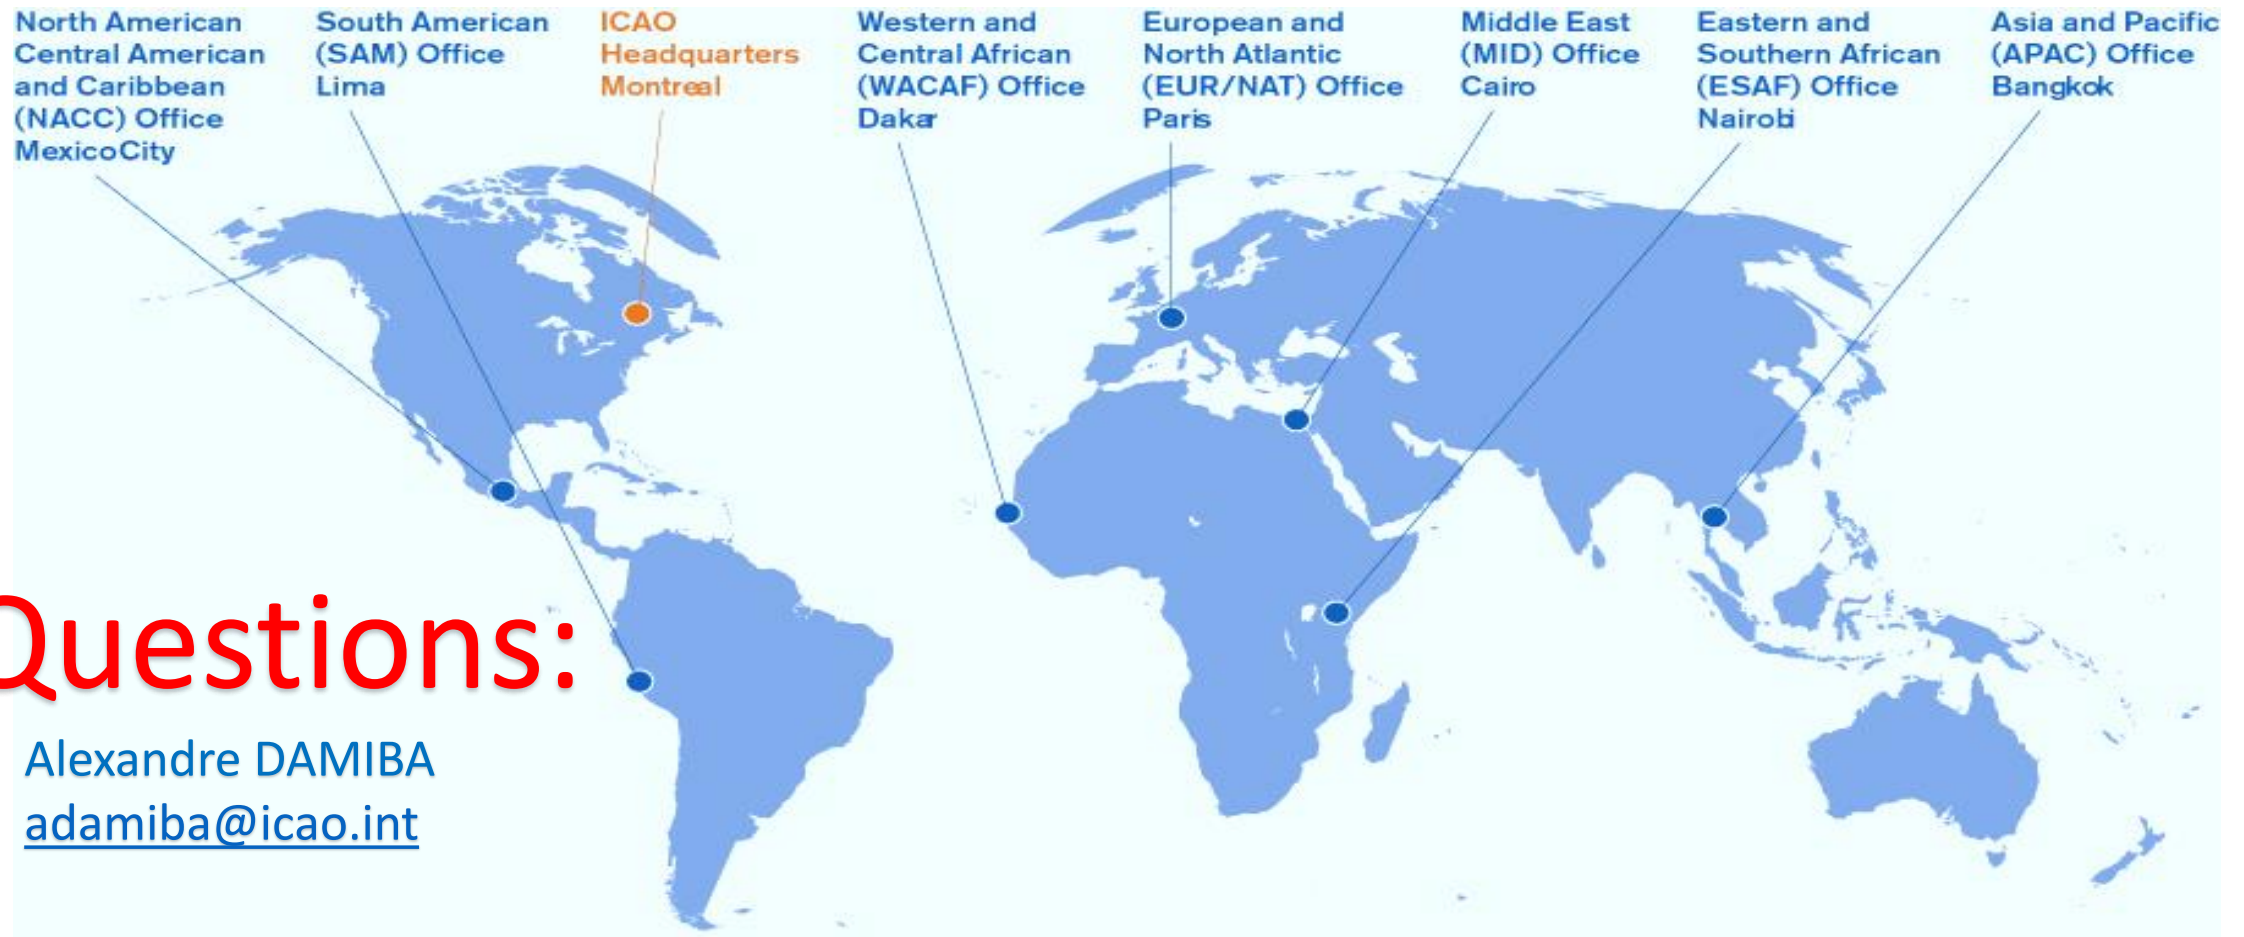 North American
Central American
and Caribbean
(NACC) Office
MexicoCity
South American
(SAM) Office
Lima
ICAO
Headquarters
Montreal
Western and
Central African
(WACAF) Office
Dakar
European and
North Atlantic
(EUR/NAT) Office
Paris
Middle East
(MID) Office
Cairo
Eastern and
Southern African
(ESAF) Office
Nairobi
Asia and Pacific
(APAC) Office
Bangkok
Questions:
Alexandre DAMIBA
adamiba@icao.int